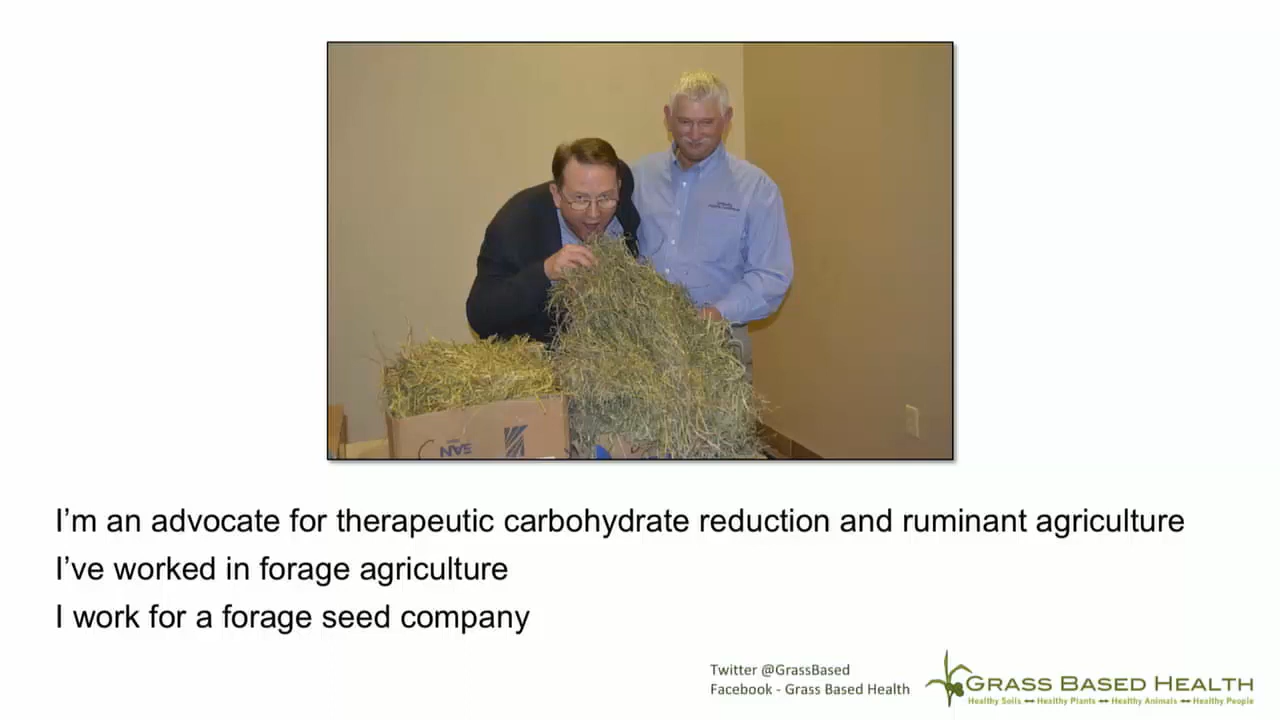 I’m an advocate for therapeutic carbohydrate reduction and ruminant agriculture
I’ve worked in forage agriculture
I work for a forage seed company
Twitter @GrassBased
Facebook - Grass Based Health
GRASS BASED HEALTH
Healthy Soils ↔ Healthy Plants ↔ Healthy Animals ↔ Healthy People